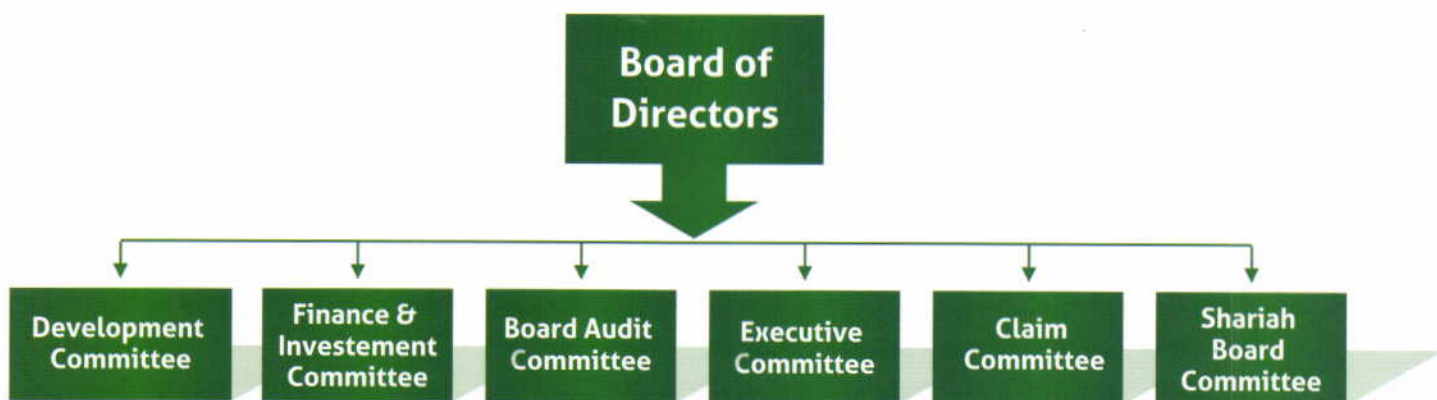 Board of
Directors
Development
Committee
Finance &
Investement
Committee
Board Audit
Committee
Executive
Committee
Claim
Committee
Shariah
Board
Committee